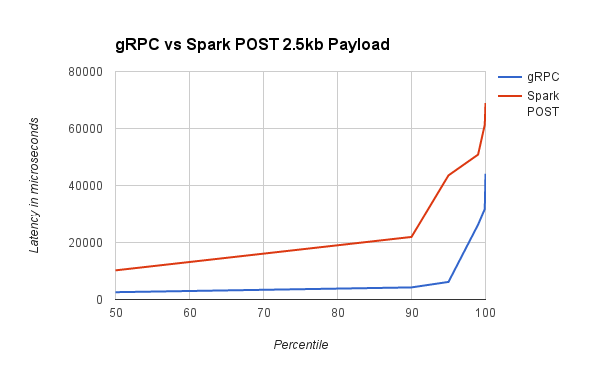 gRPC vs Spark POST 2.5kb Payload
80000
60000
40000
20000
0
Latency in microseconds
50
60
70
80
90
100
Percentile
gRPC
Spark
POST